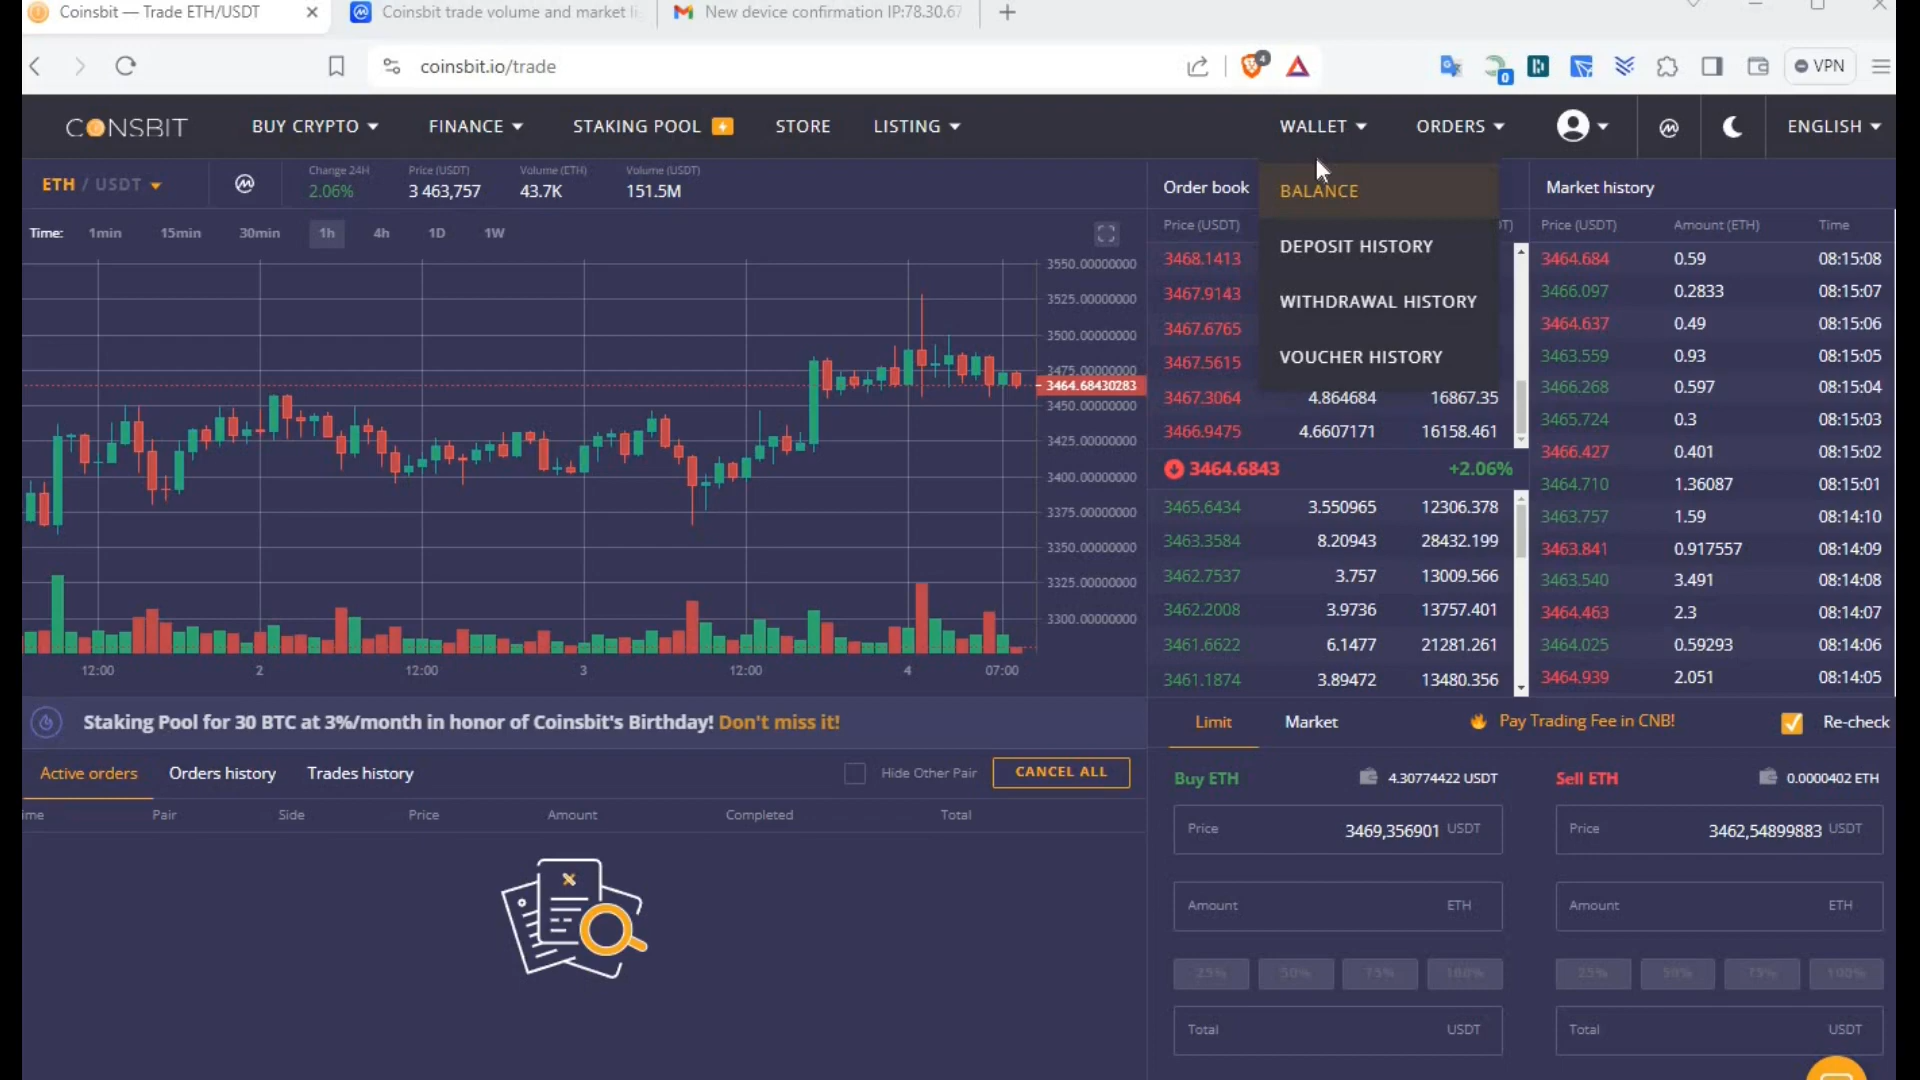 Coinsbit — Trade ETH/USDT
Coinsbit trade volume and market li
New device confirmation IP:78.30.67
coinsbit.io/trade
4
0
VPN
COINSBIT
BUY CRYPTO
FINANCE
STAKING POOL
STORE
LISTING
WALLET
ORDERS
ENGLISH
ETH / USDT
Change 24H
2.06%
Price (USDT)
3 463,757
Volume (ETH)
43.7K
Volume (USDT)
151.5M
Time:
1min
15min
30min
1h
4h
1D
1W
3550.00000000
3525.00000000
3500.00000000
3475.00000000
3464.68430283
3450.00000000
3425.00000000
3400.00000000
3375.00000000
3350.00000000
3325.00000000
3300.00000000
12:00
2
12:00
3
12:00
4
07:00
Order book
BALANCE
DEPOSIT HISTORY
WITHDRAWAL HISTORY
VOUCHER HISTORY
Price (USDT)
DT)
3468.1413
3467.9143
3467.6765
3467.5615
3467.3064 4.864684 16867.35
3466.9475 4.6607171 16158.461
3464.6843 +2.06%
3465.6434 3.550965 12306.378
3463.3584 8.20943 28432.199
3462.7537 3.757 13009.566
3462.2008 3.9736 13757.401
3461.6622 6.1477 21281.261
3461.1874 3.89472 13480.356
Market history
Price (USDT) Amount (ETH) Time
3464.684 0.59 08:15:08
3466.097 0.2833 08:15:07
3464.637 0.49 08:15:06
3463.559 0.93 08:15:05
3466.268 0.597 08:15:04
3465.724 0.3 08:15:03
3466.427 0.401 08:15:02
3464.710 1.36087 08:15:01
3463.757 1.59 08:14:10
3463.841 0.917557 08:14:09
3463.540 3.491 08:14:08
3464.463 2.3 08:14:07
3464.025 0.59293 08:14:06
3464.939 2.051 08:14:05
Staking Pool for 30 BTC at 3%/month in honor of Coinsbit's Birthday! Don't miss it!
Active orders
Orders history
Trades history
Hide Other Pair
CANCEL ALL
ime Pair Side Price Amount Completed Total
Limit
Market
Pay Trading Fee in CNB!
Re-check
Buy ETH
4.30774422 USDT
Price 3469,356901 USDT
Amount ETH
25% 50% 75% 100%
Total USDT
Sell ETH
0.0000402 ETH
Price 3462,54899883 USDT
Amount ETH
25% 50% 75% 100%
Total USDT